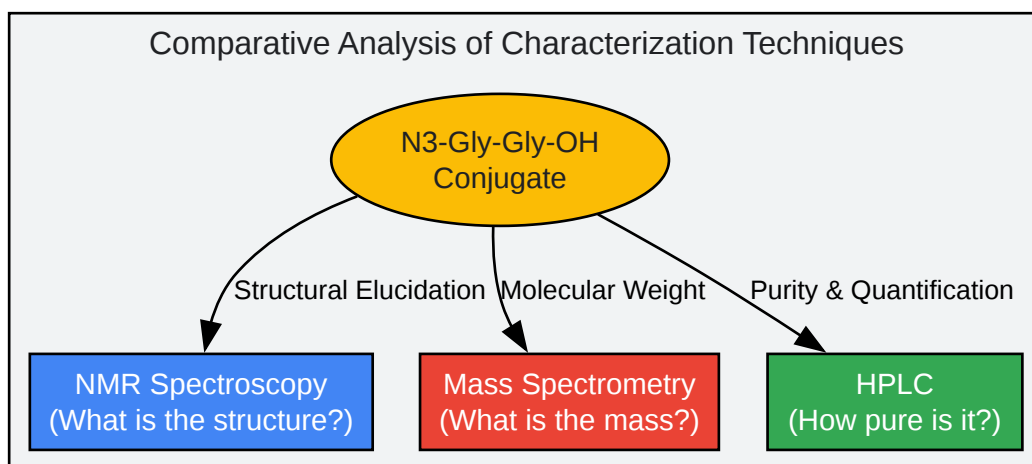 Comparative Analysis of Characterization Techniques
N3-Gly-Gly-OH
Conjugate
Structural Elucidation
Molecular Weight
Purity & Quantification
NMR Spectroscopy
(What is the structure?)
Mass Spectrometry
(What is the mass?)
HPLC
(How pure is it?)